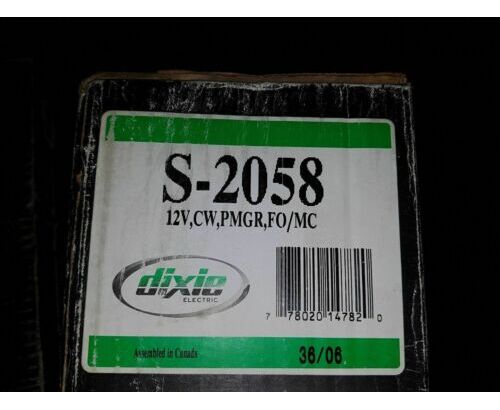 S-2058
12V,CW,PMGR,FO/MC
dixie
ELECTRIC
7 78020 14782 0
Assembled in Canada
36/06